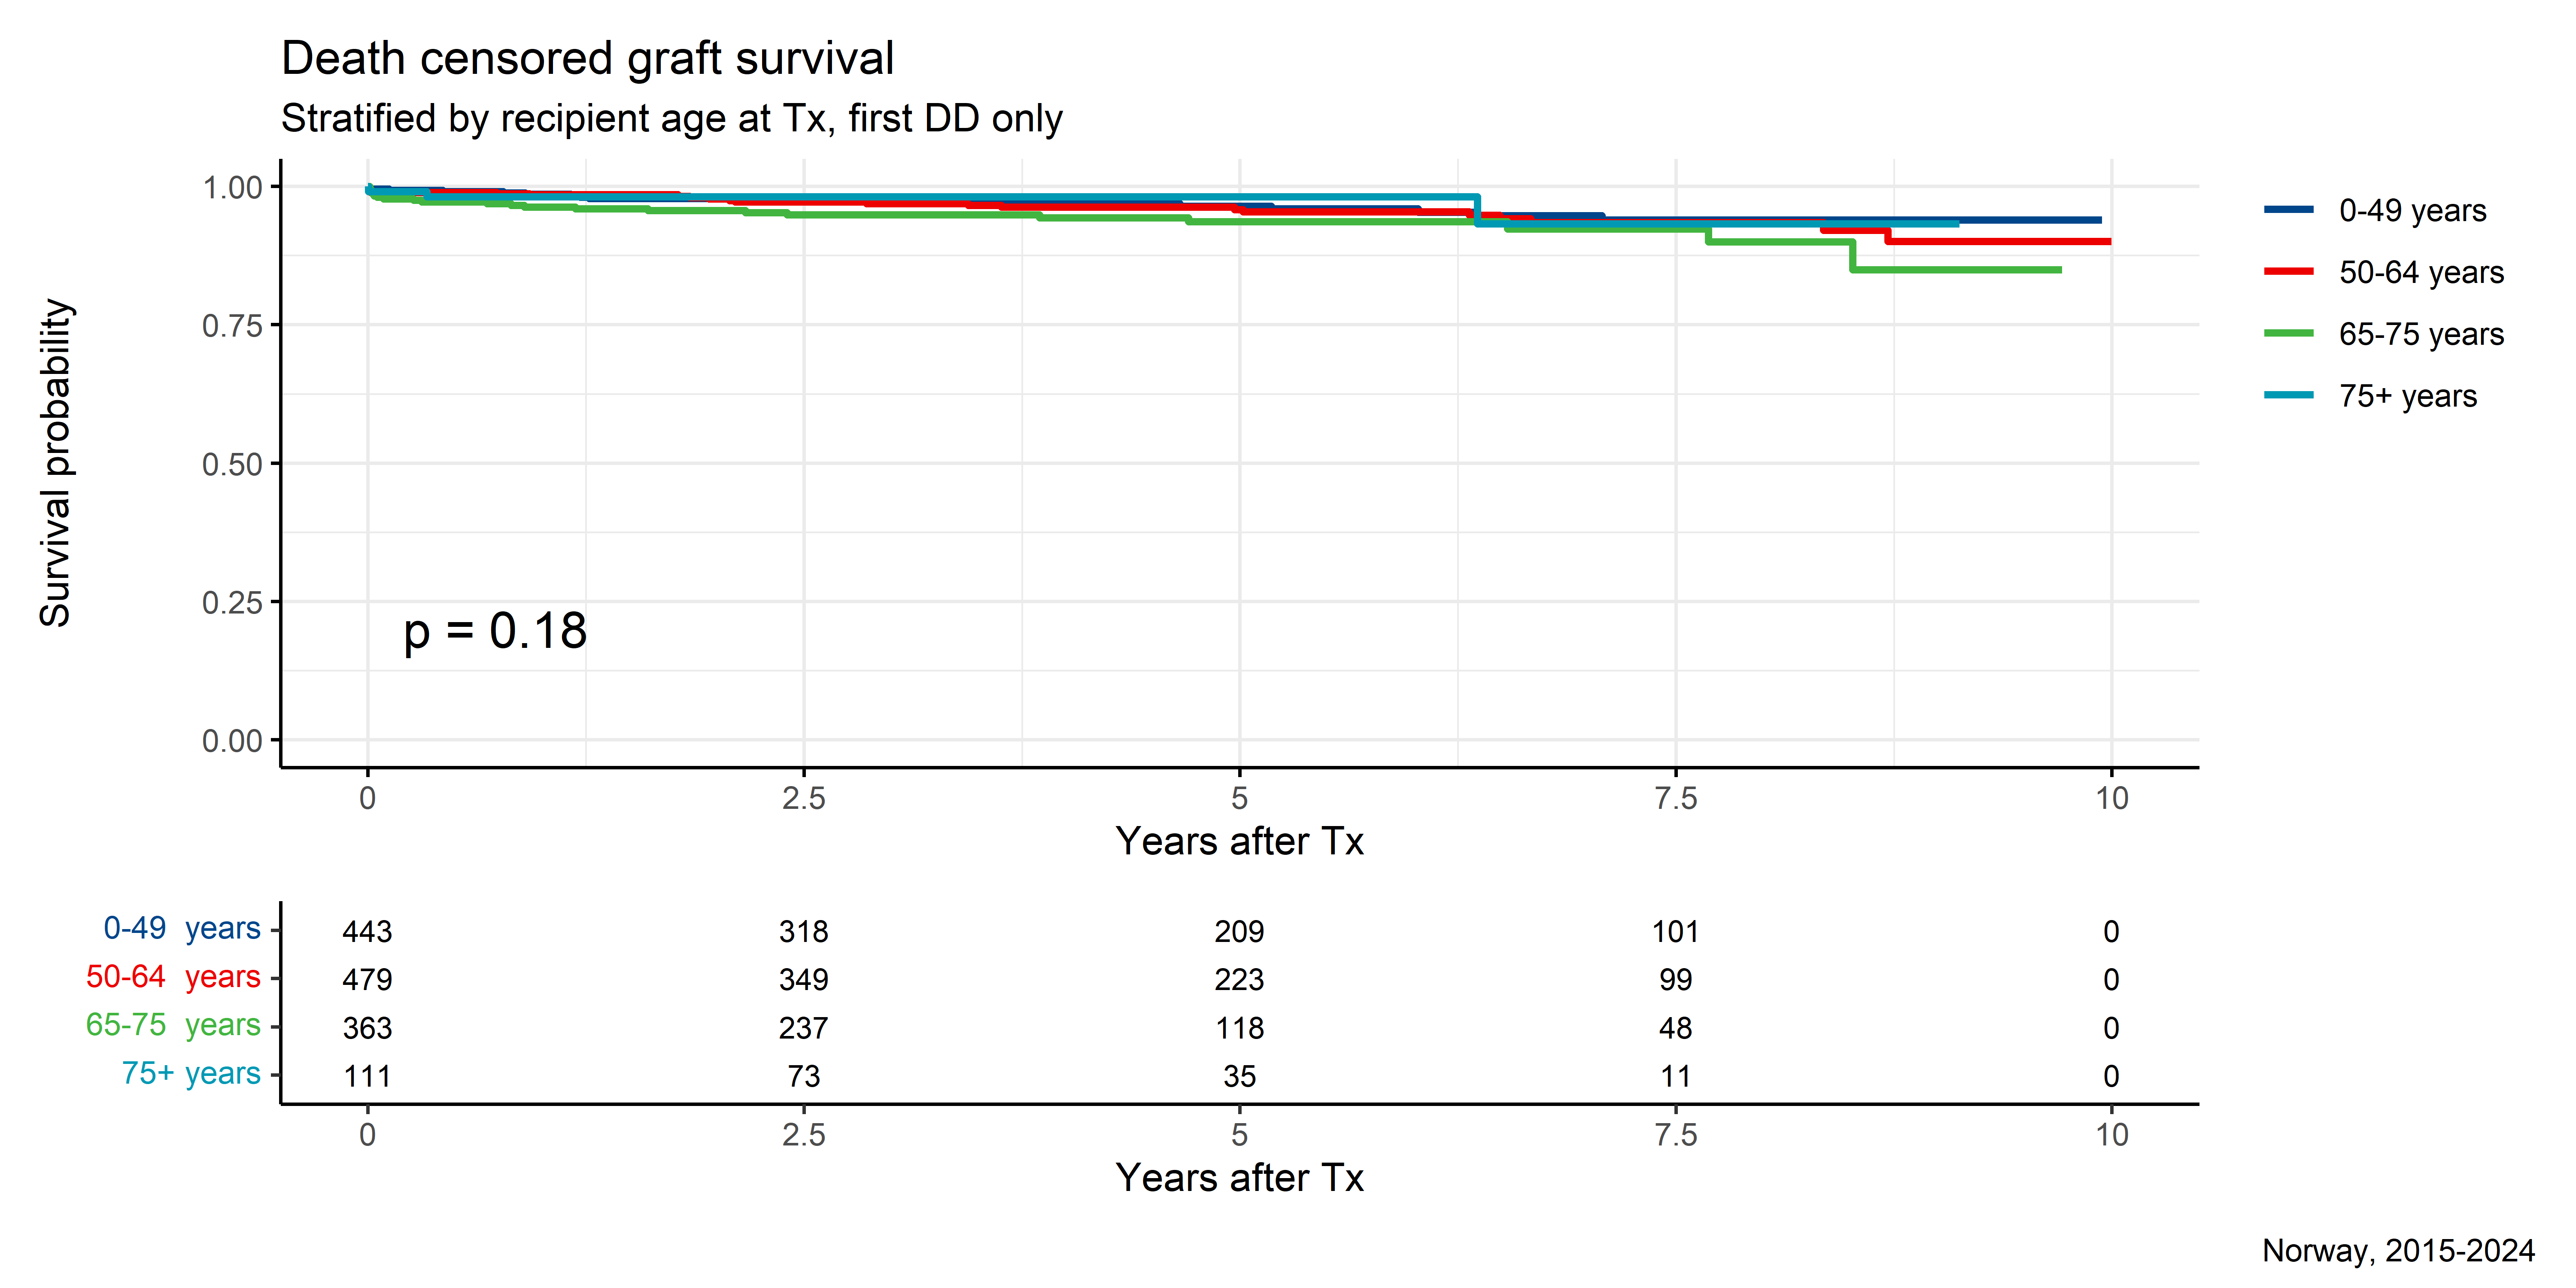 Death censored graft survival
Stratified by recipient age at Tx, first DD only
Survival probability
1.00
0.75
0.50
0.25
0.00
p = 0.18
0 2.5 5 7.5 10
Years after Tx
0-49 years
50-64 years
65-75 years
75+ years
0-49 years 443 318 209 101 0
50-64 years 479 349 223 99 0
65-75 years 363 237 118 48 0
75+ years 111 73 35 11 0
0 2.5 5 7.5 10
Years after Tx
Norway, 2015-2024